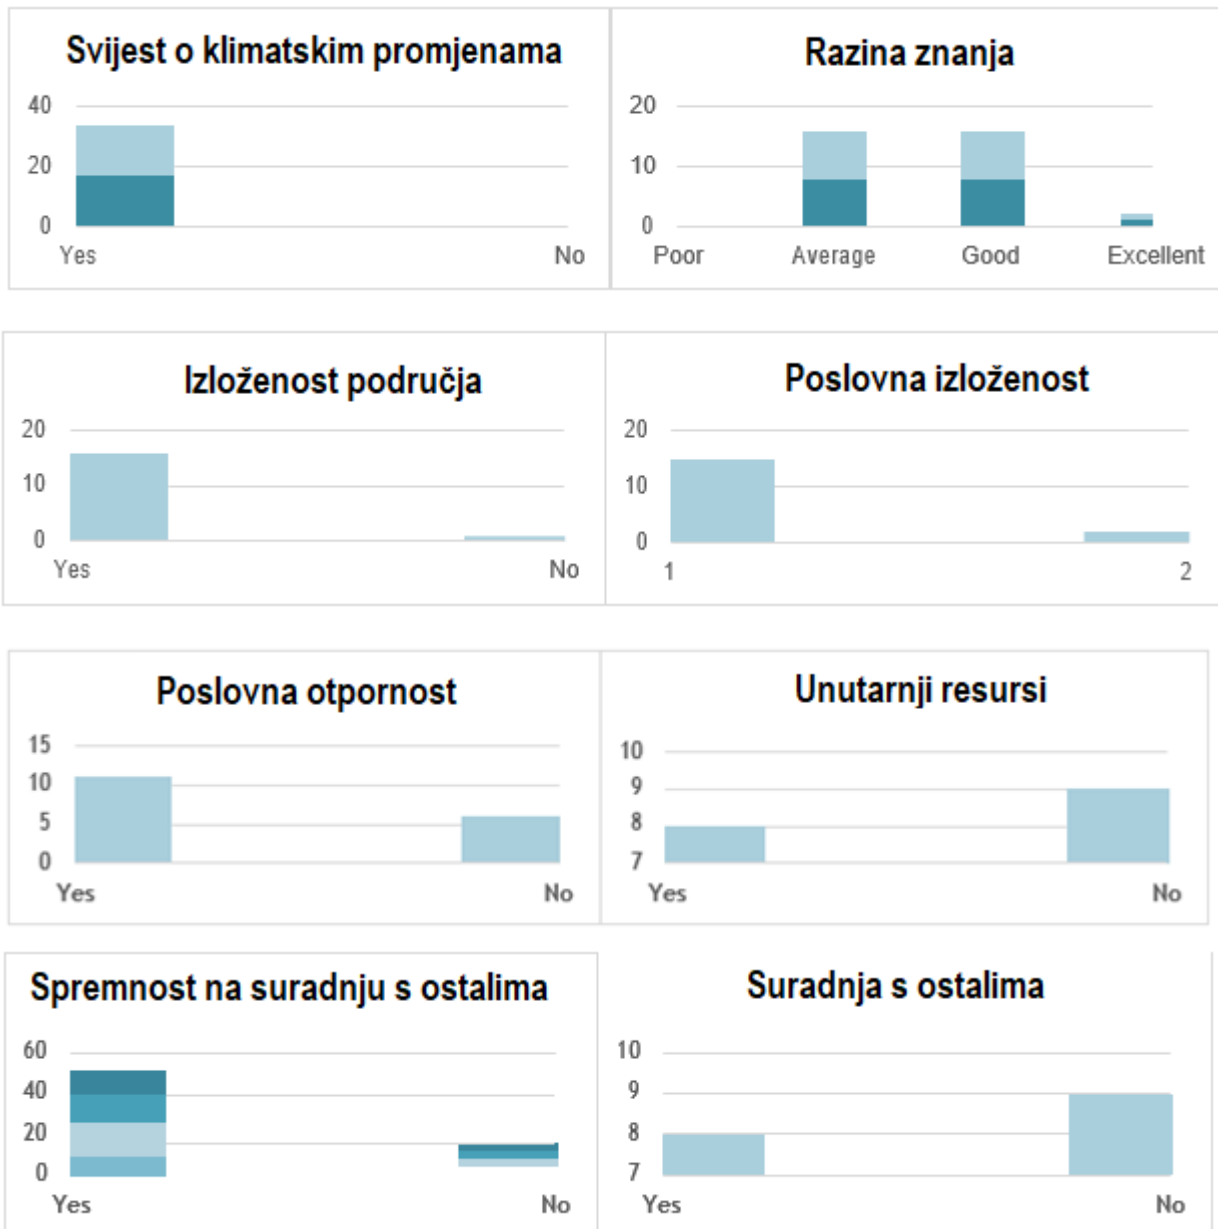 Svijest o klimatskim promjenama
40
20
0
Yes No
Razina znanja
20
10
0
Poor Average Good Excellent
Izloženost područja
20
10
0
Yes No
Poslovna izloženost
20
10
0
1 2
Poslovna otpornost
15
10
5
0
Yes No
Unutarnji resursi
10
9
8
7
Yes No
Spremnost na suradnju s ostalima
60
40
20
0
Yes No
Suradnja s ostalima
10
9
8
7
Yes No